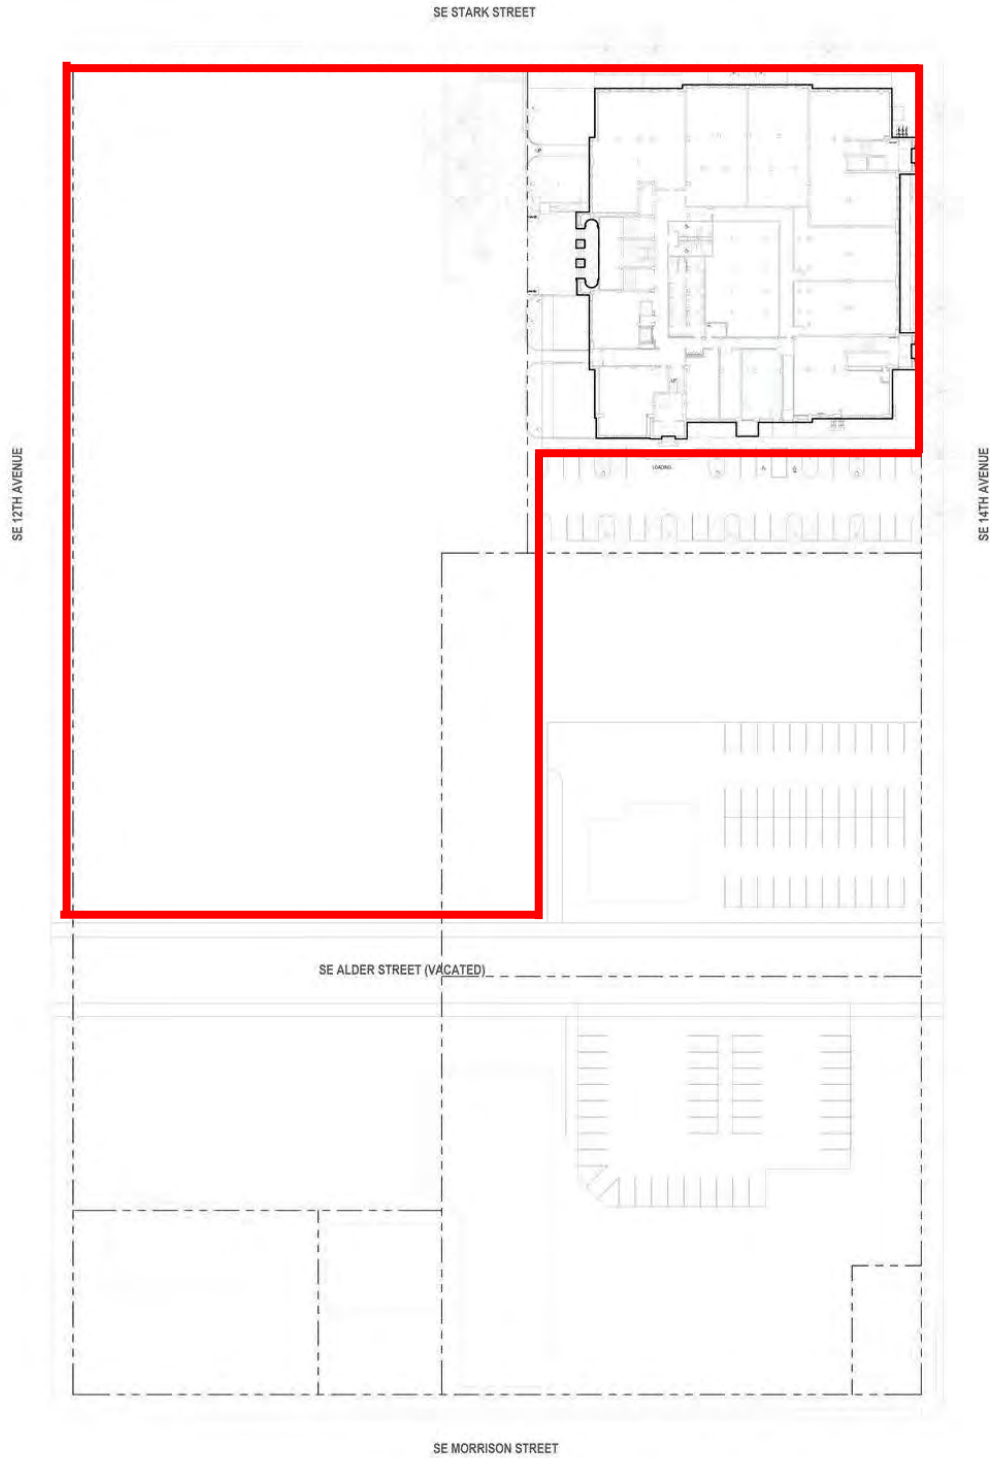 SE STARK STREET
SE 12TH AVENUE
SE 14TH AVENUE
LOADING
SE ALDER STREET (VACATED)
SE MORRISON STREET